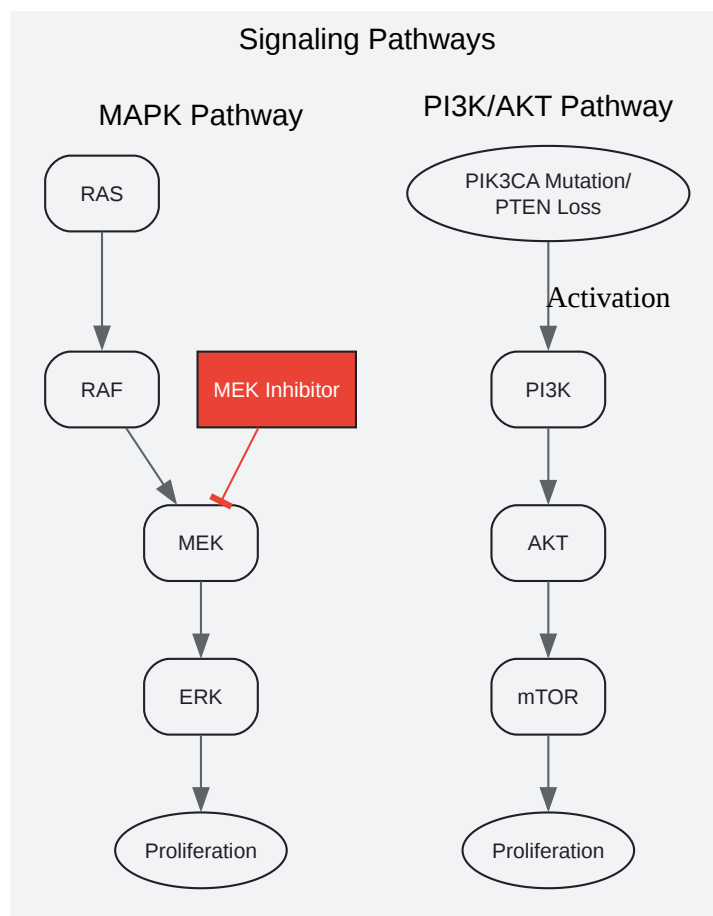 Signaling Pathways
MAPK Pathway
RAS
RAF
MEK Inhibitor
MEK
ERK
Proliferation
PI3K/AKT Pathway
PIK3CA Mutation/
PTEN Loss
Activation
PI3K
AKT
mTOR
Proliferation